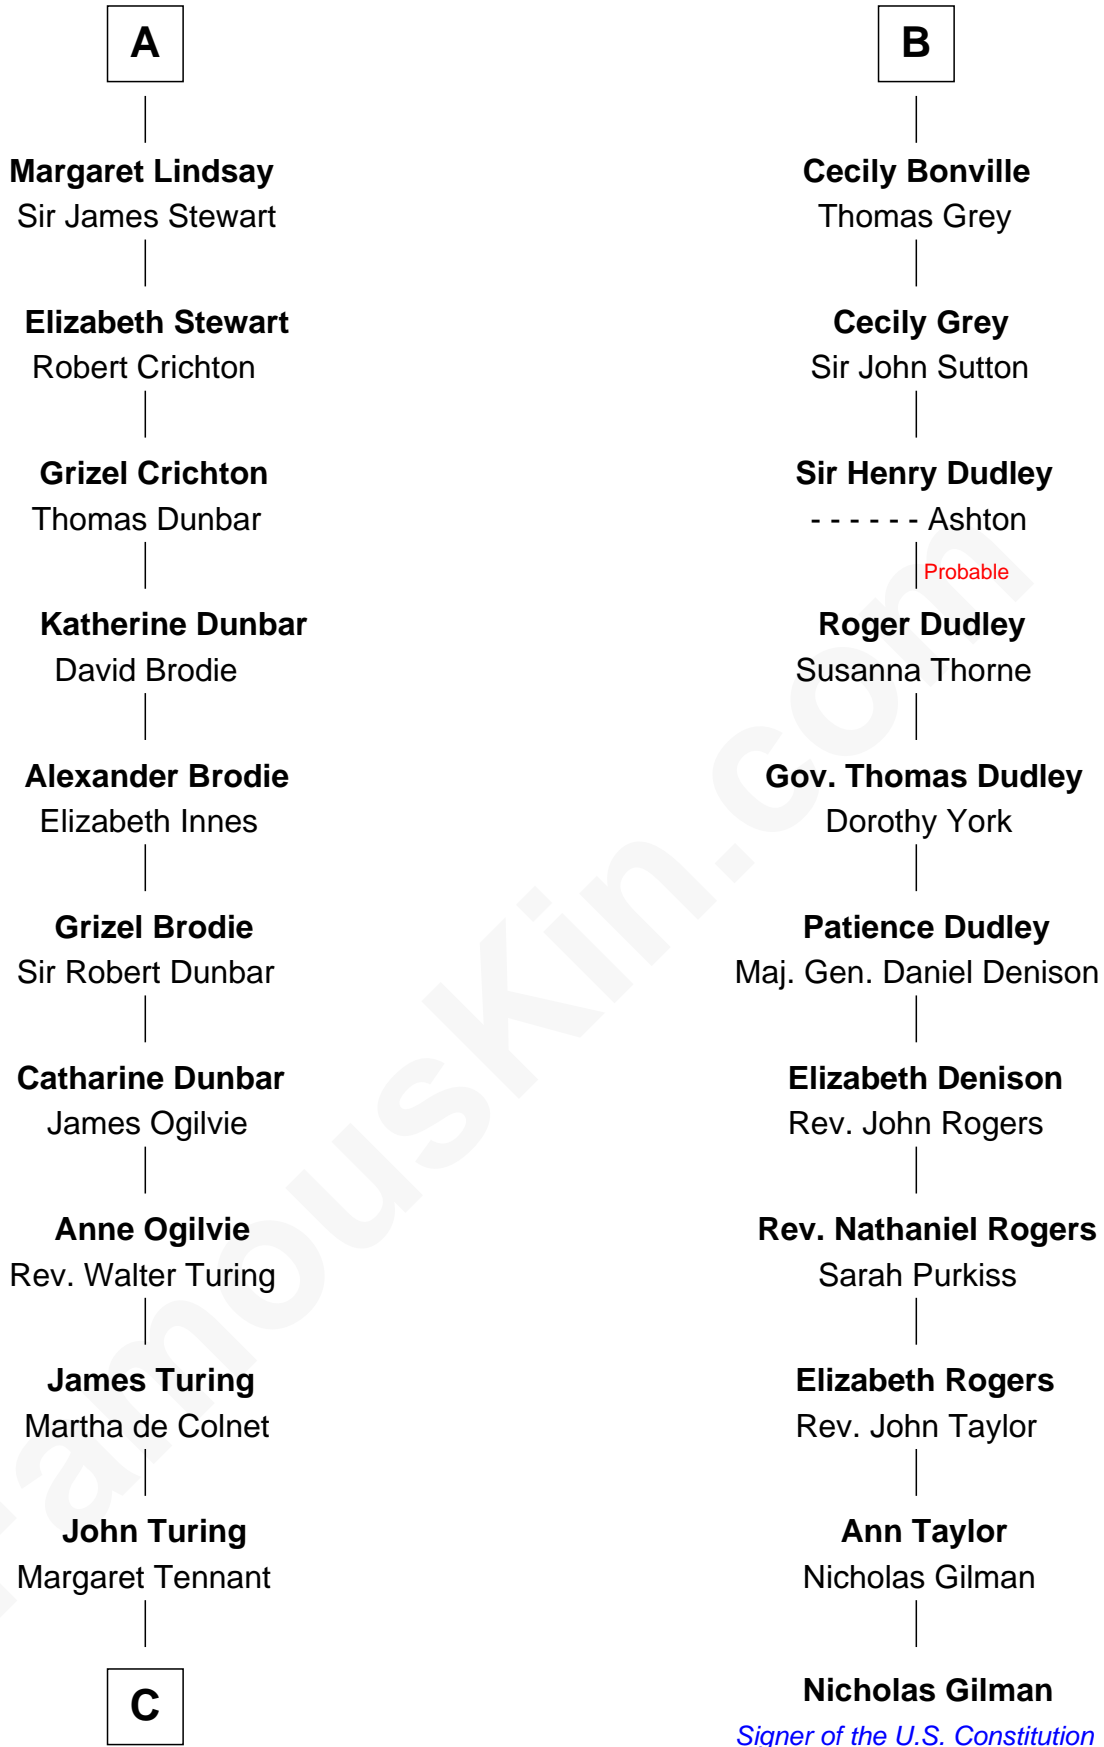 A
Margaret Lindsay
Sir James Stewart
Elizabeth Stewart
Robert Crichton
Grizel Crichton
Thomas Dunbar
Katherine Dunbar
David Brodie
Alexander Brodie
Elizabeth Innes
Grizel Brodie
Sir Robert Dunbar
Catharine Dunbar
James Ogilvie
Anne Ogilvie
Rev. Walter Turing
James Turing
Martha de Colnet
John Turing
Margaret Tennant
C
B
Cecily Bonville
Thomas Grey
Cecily Grey
Sir John Sutton
Sir Henry Dudley
- - - - - - Ashton
Probable
Roger Dudley
Susanna Thorne
Gov. Thomas Dudley
Dorothy York
Patience Dudley
Maj. Gen. Daniel Denison
Elizabeth Denison
Rev. John Rogers
Rev. Nathaniel Rogers
Sarah Purkiss
Elizabeth Rogers
Rev. John Taylor
Ann Taylor
Nicholas Gilman
Nicholas Gilman
Signer of the U.S. Constitution
FamousKin.com